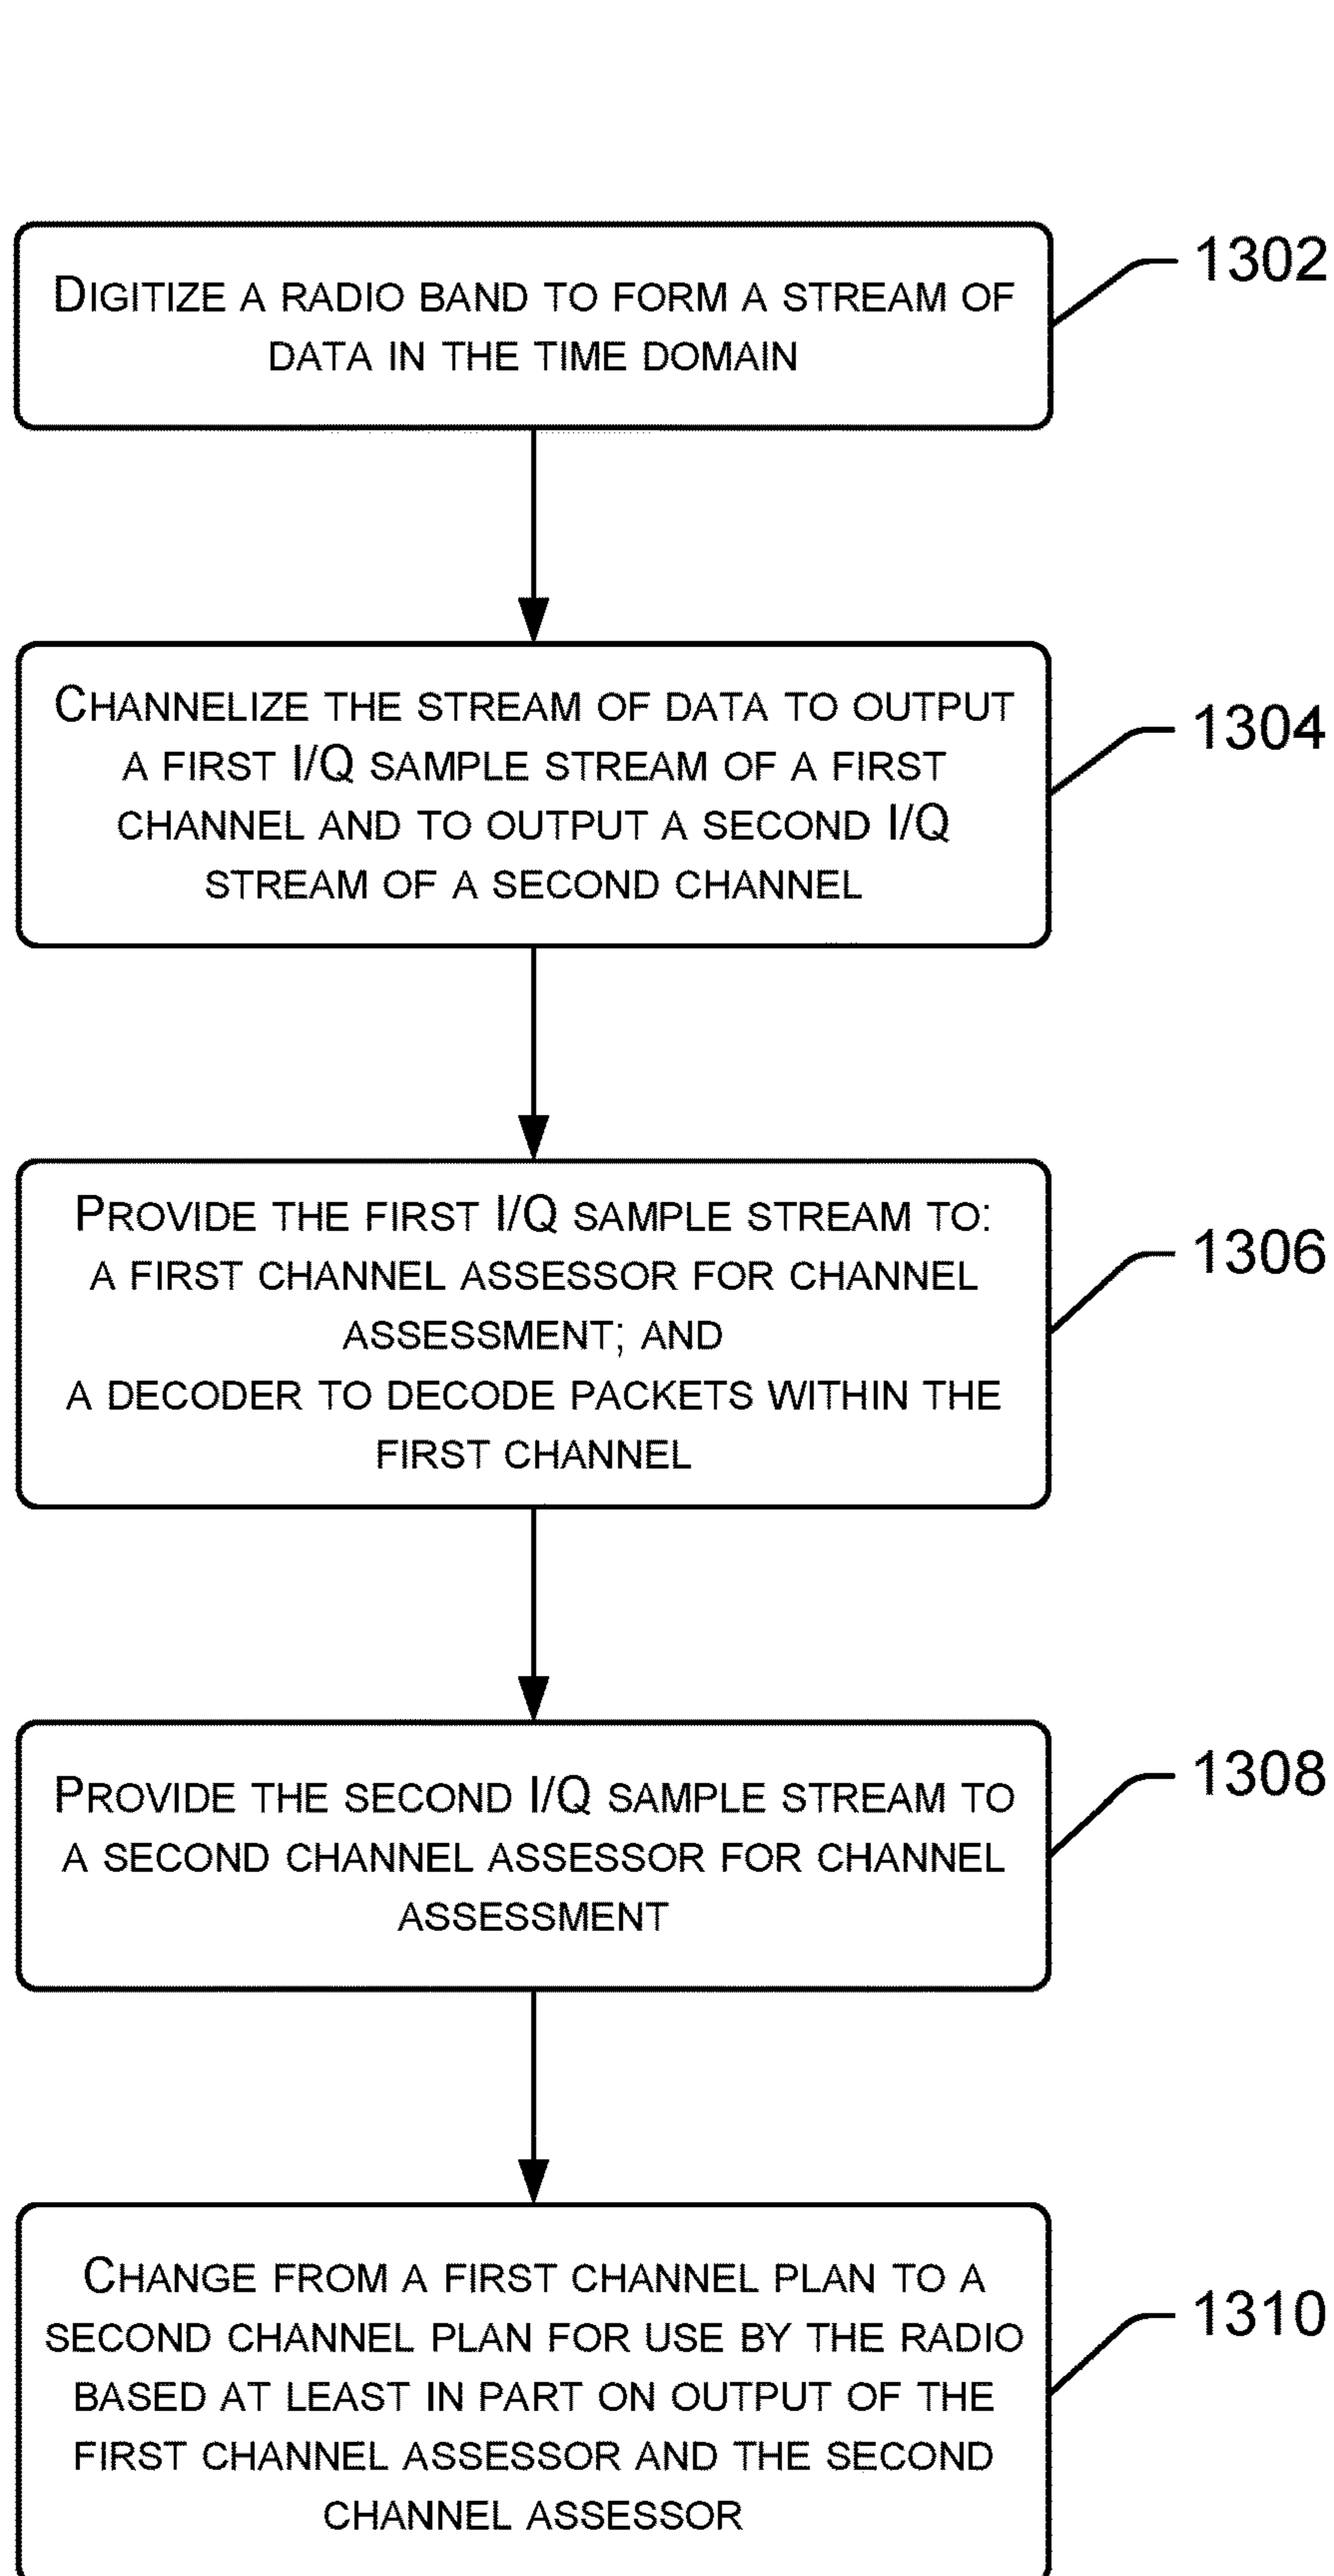 DIGITIZE A RADIO BAND TO FORM A STREAM OF
DATA IN THE TIME DOMAIN
1302
CHANNELIZE THE STREAM OF DATA TO OUTPUT
A FIRST I/Q SAMPLE STREAM OF A FIRST
CHANNEL AND TO OUTPUT A SECOND I/Q
STREAM OF A SECOND CHANNEL
1304
PROVIDE THE FIRST I/Q SAMPLE STREAM TO:
A FIRST CHANNEL ASSESSOR FOR CHANNEL
ASSESSMENT; AND
A DECODER TO DECODE PACKETS WITHIN THE
FIRST CHANNEL
1306
PROVIDE THE SECOND I/Q SAMPLE STREAM TO
A SECOND CHANNEL ASSESSOR FOR CHANNEL
ASSESSMENT
1308
CHANGE FROM A FIRST CHANNEL PLAN TO A
SECOND CHANNEL PLAN FOR USE BY THE RADIO
BASED AT LEAST IN PART ON OUTPUT OF THE
FIRST CHANNEL ASSESSOR AND THE SECOND
CHANNEL ASSESSOR
1310